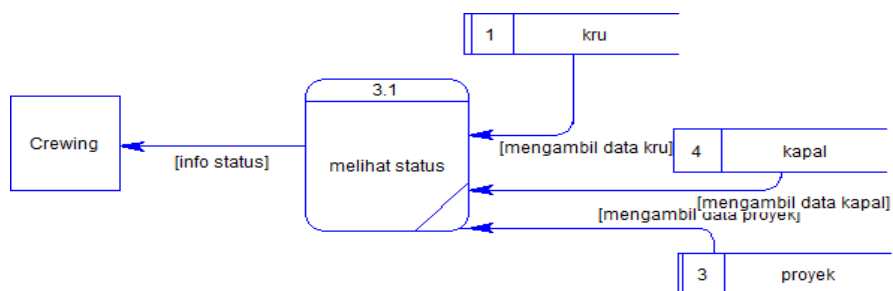 1 kru
3.1
Crewing
[info status]
melihat status
[mengambil data kru]
4 kapal
[mengambil data kapal]
[mengambil data proyek]
3 proyek